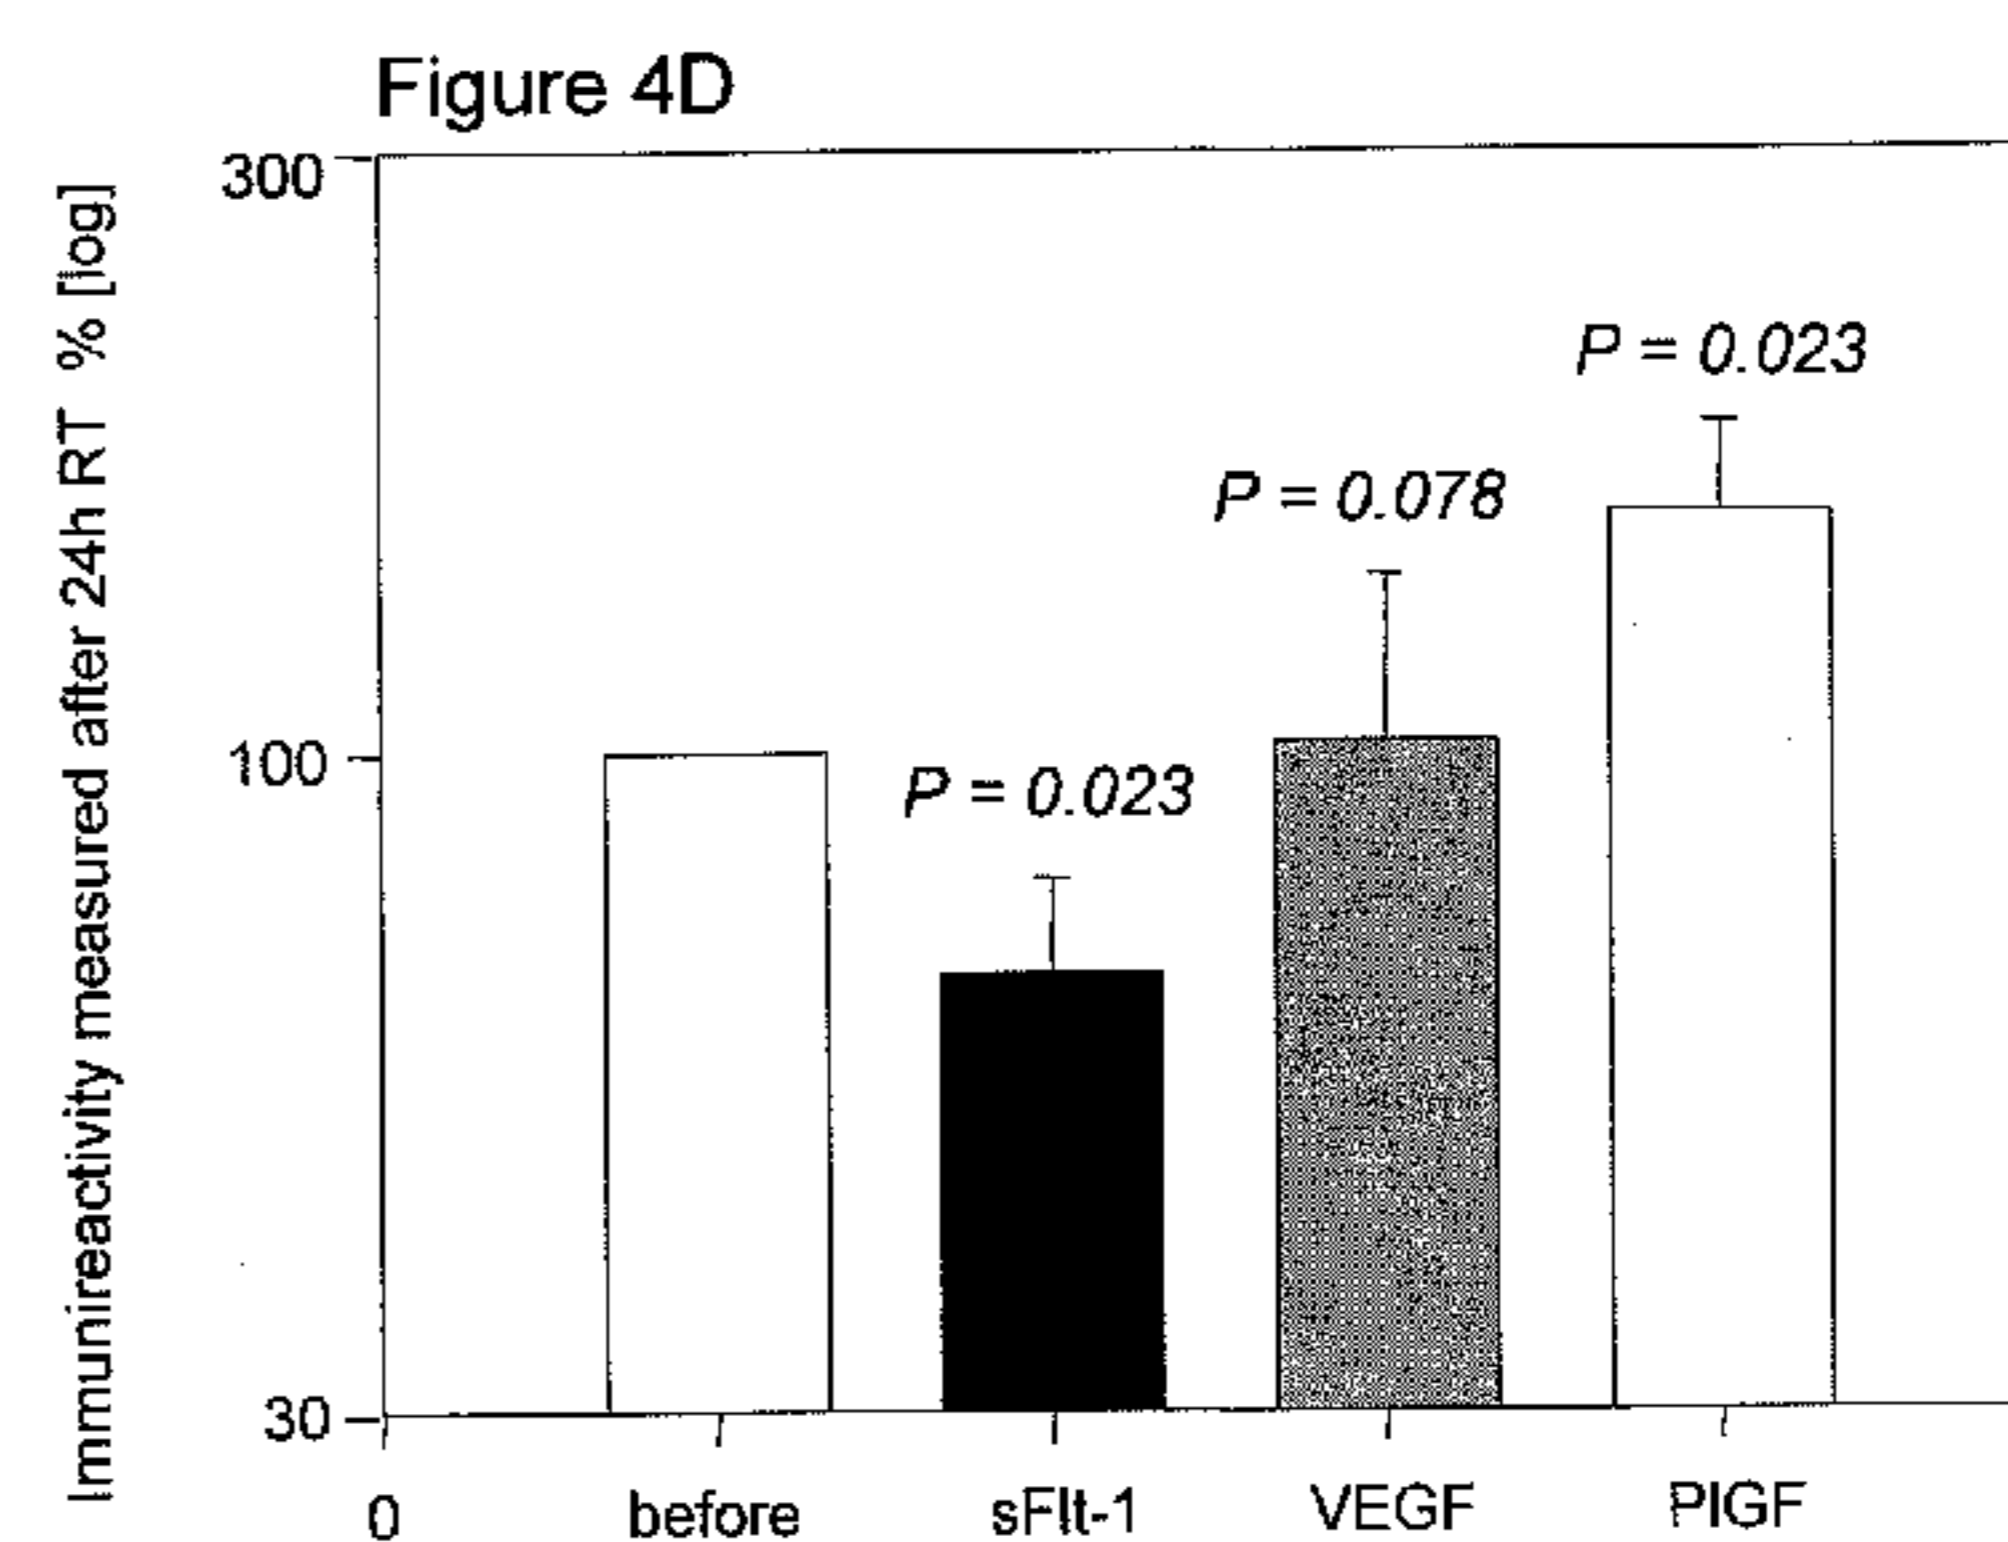 Figure 4D
Immunireactivity measured after 24h RT % [log]
300
100
30
P = 0.023
P = 0.078
P = 0.023
0
before
sFlt-1
VEGF
PlGF